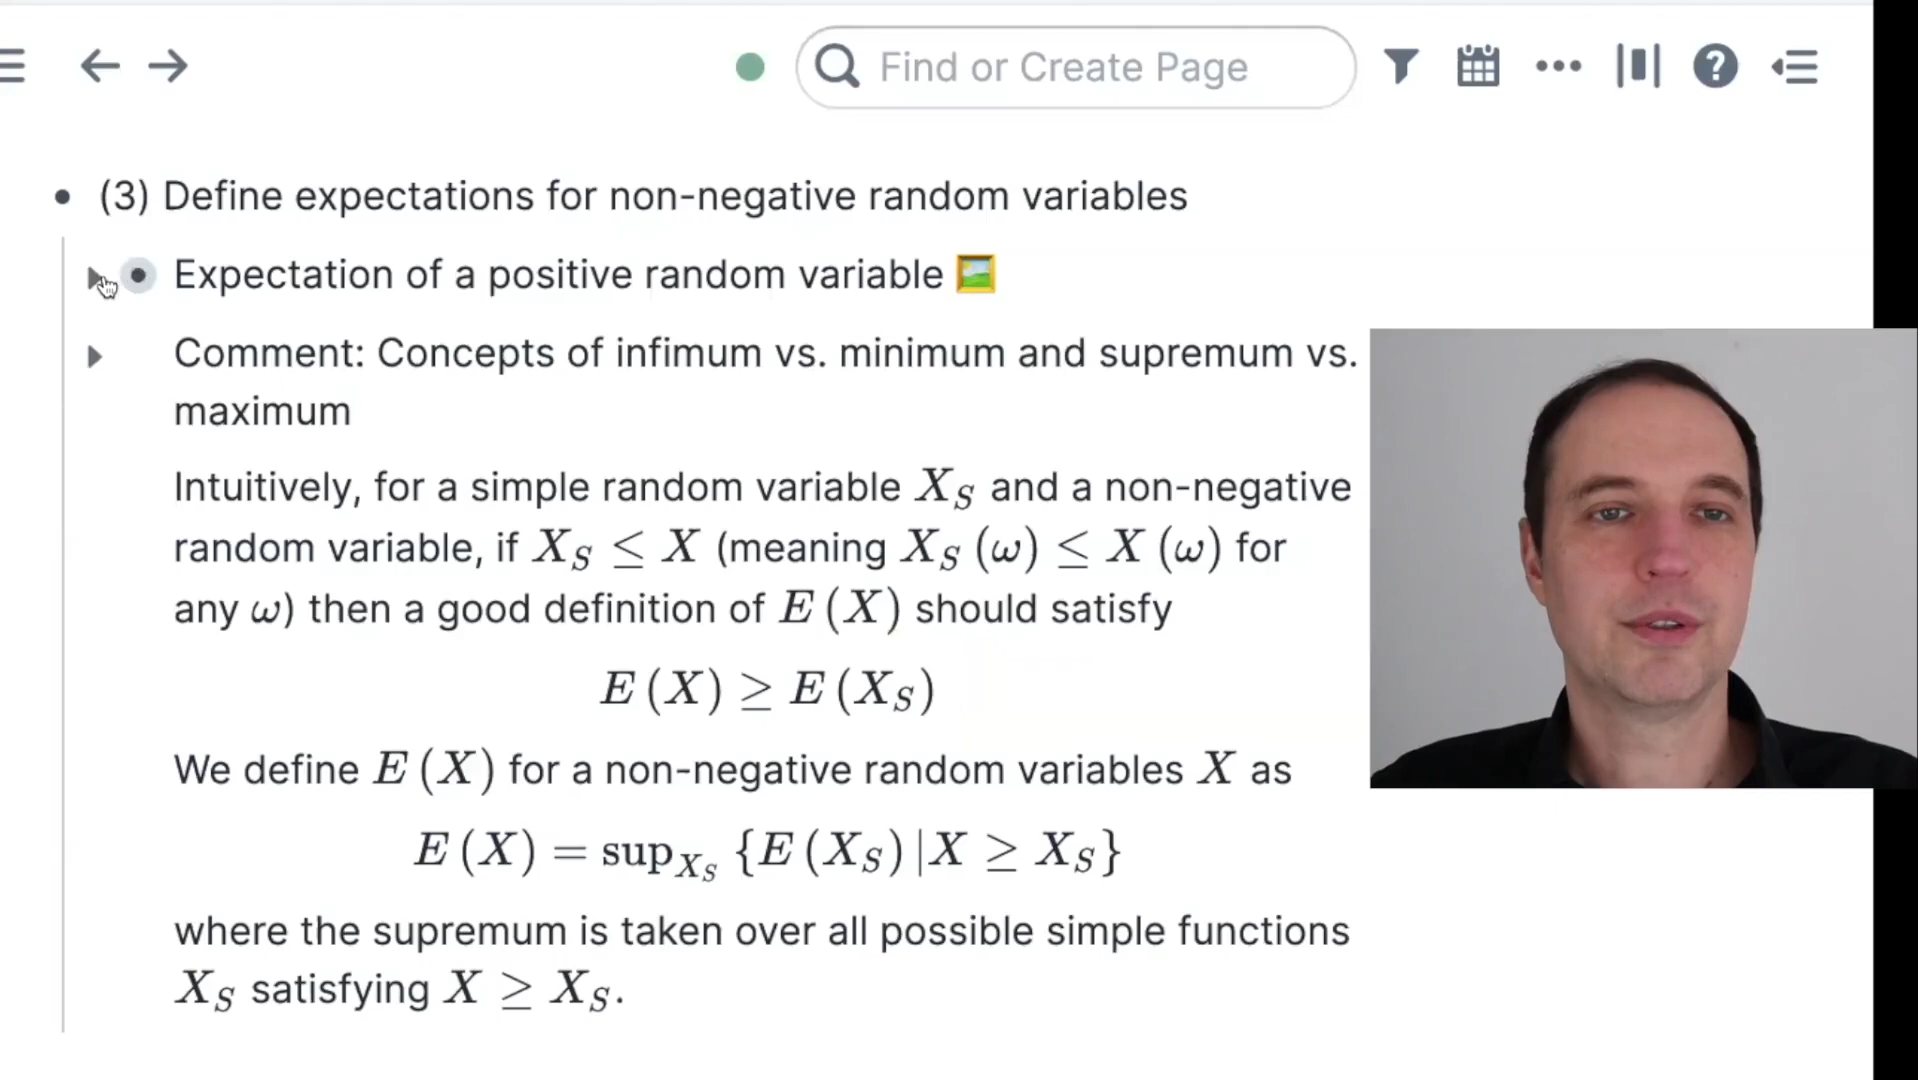 Find or Create Page
(3) Define expectations for non-negative random variables
Expectation of a positive random variable
Comment: Concepts of infimum vs. minimum and supremum vs.
maximum
Intuitively, for a simple random variable X_S and a non-negative
random variable, if X_S ≤ X (meaning X_S (ω) ≤ X (ω) for
any ω) then a good definition of E (X) should satisfy
E (X) ≥ E (X_S)
We define E (X) for a non-negative random variables X as
E (X) = sup_{X_S} {E (X_S) |X ≥ X_S}
where the supremum is taken over all possible simple functions
X_S satisfying X ≥ X_S.